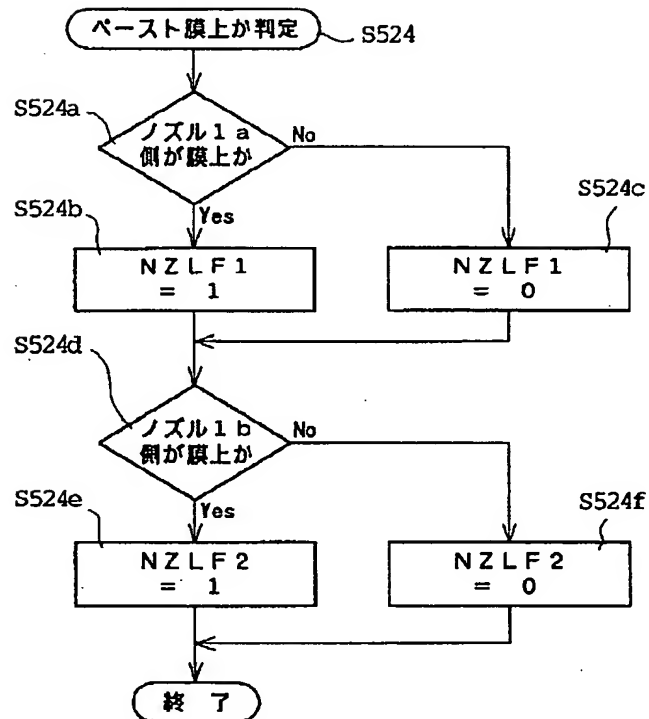 ペースト膜上か判定
S524
S524a
ノズル1a
側が膜上か
No
S524b
Yes
S524c
NZLF1
= 1
NZLF1
= 0
S524d
ノズル1b
側が膜上か
No
S524e
Yes
S524f
NZLF2
= 1
NZLF2
= 0
終 了